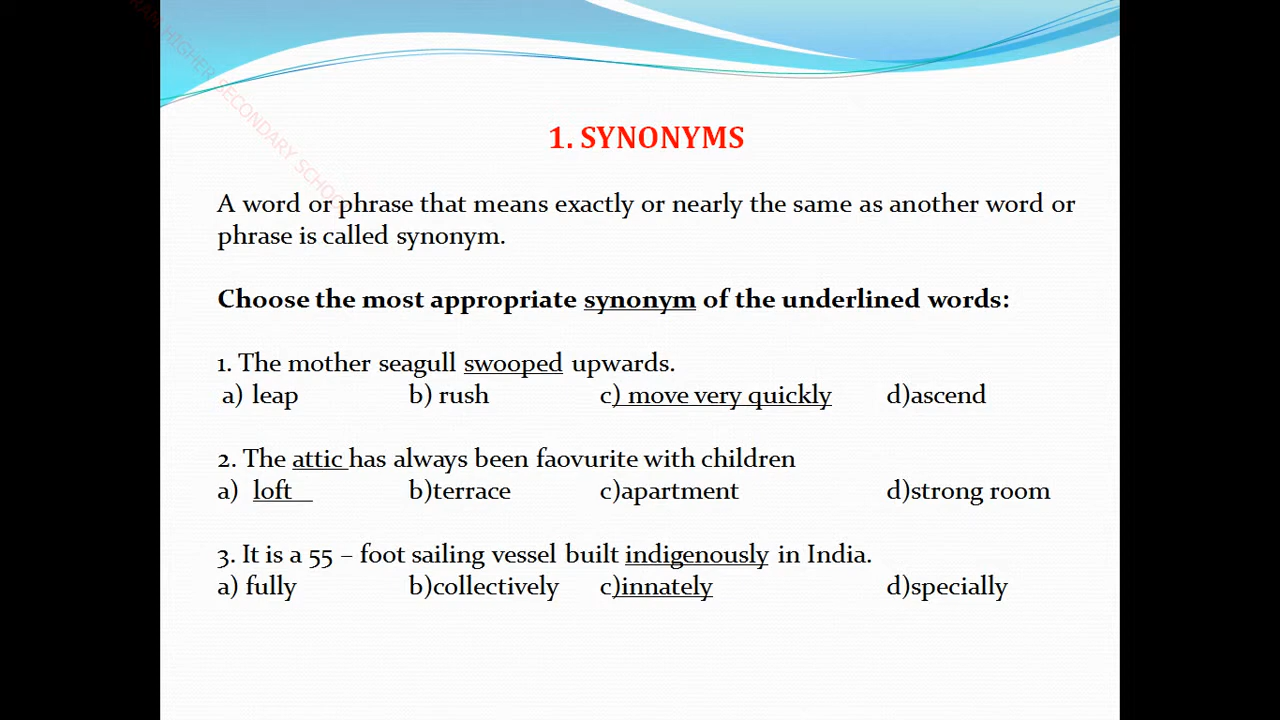 HIGHER SECONDARY SCHOO
1. SYNONYMS
A word or phrase that means exactly or nearly the same as another word or
phrase is called synonym.
Choose the most appropriate synonym of the underlined words:
1. The mother seagull swooped upwards.
a) leap b) rush c) move very quickly d)ascend
2. The attic has always been faovurite with children
a) loft b)terrace c)apartment d)strong room
3. It is a 55 – foot sailing vessel built indigenously in India.
a) fully b)collectively c)innately d)specially